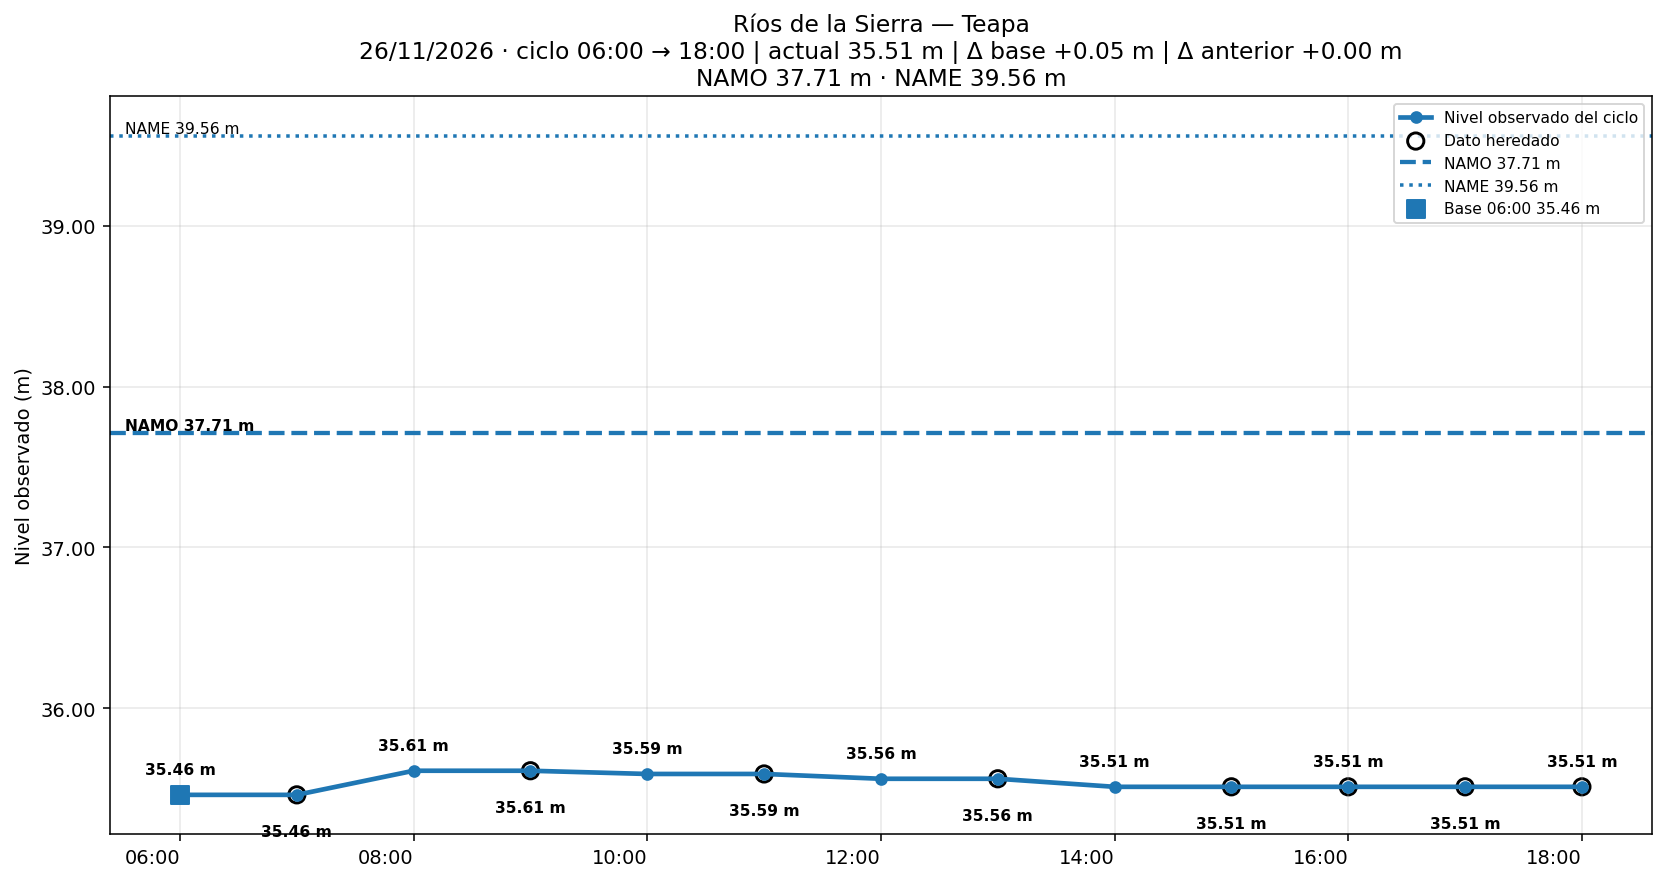 Ríos de la Sierra — Teapa
26/11/2026 · ciclo 06:00 → 18:00 | actual 35.51 m | Δ base +0.05 m | Δ anterior +0.00 m
NAMO 37.71 m · NAME 39.56 m
NAME 39.56 m
Nivel observado del ciclo
Dato heredado
NAMO 37.71 m
NAME 39.56 m
Base 06:00 35.46 m
Nivel observado (m)
39.00
38.00
NAMO 37.71 m
37.00
36.00
35.46 m
35.46 m
35.61 m
35.61 m
35.59 m
35.59 m
35.56 m
35.56 m
35.51 m
35.51 m
35.51 m
35.51 m
35.51 m
06:00
08:00
10:00
12:00
14:00
16:00
18:00